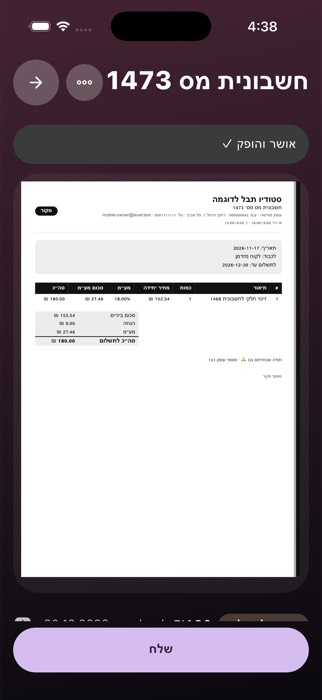 4:38
חשבונית מס 1473
אושר והופק ✓
סטודיו תבל לדוגמה
חשבונית מס מס׳ 1473
מקור
תאריך: 2026-11-17
לכבוד: לקוח מזדמן
לתשלום עד: 2026-12-30
# תיאור כמות מחיר יחידה מע״מ סכום מע״מ סה״כ
1 זיכוי חלקי לחשבונית 1468 1 152.54 ₪ 18.00% 27.46 ₪ 180.00 ₪
סכום ביניים 152.54 ₪
הנחה 0.00 ₪
מע״מ 27.46 ₪
סה״כ לתשלום 180.00 ₪
שלח